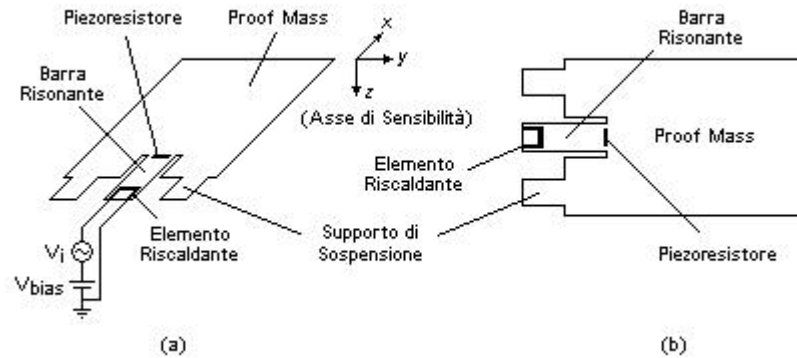 Piezoresistore
Proof Mass
Barra
Risonante
x
y
z
(Asse di Sensibilità)
Elemento
Riscaldante
Vi
Vbias
Supporto di
Sospensione
(a)
Barra
Risonante
Proof Mass
Elemento
Riscaldante
Piezoresistore
(b)